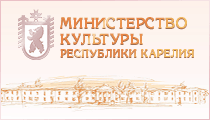 МИНИСТЕРСТВО
КУЛЬТУРЫ
РЕСПУБЛИКИ КАРЕЛИЯ